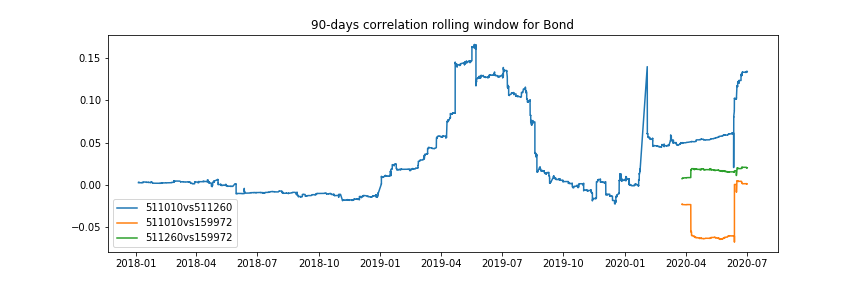 90-days correlation rolling window for Bond
0.15
0.10
0.05
0.00
−0.05
511010vs511260
511010vs159972
511260vs159972
2018-01 2018-04 2018-07 2018-10 2019-01 2019-04 2019-07 2019-10 2020-01 2020-04 2020-07